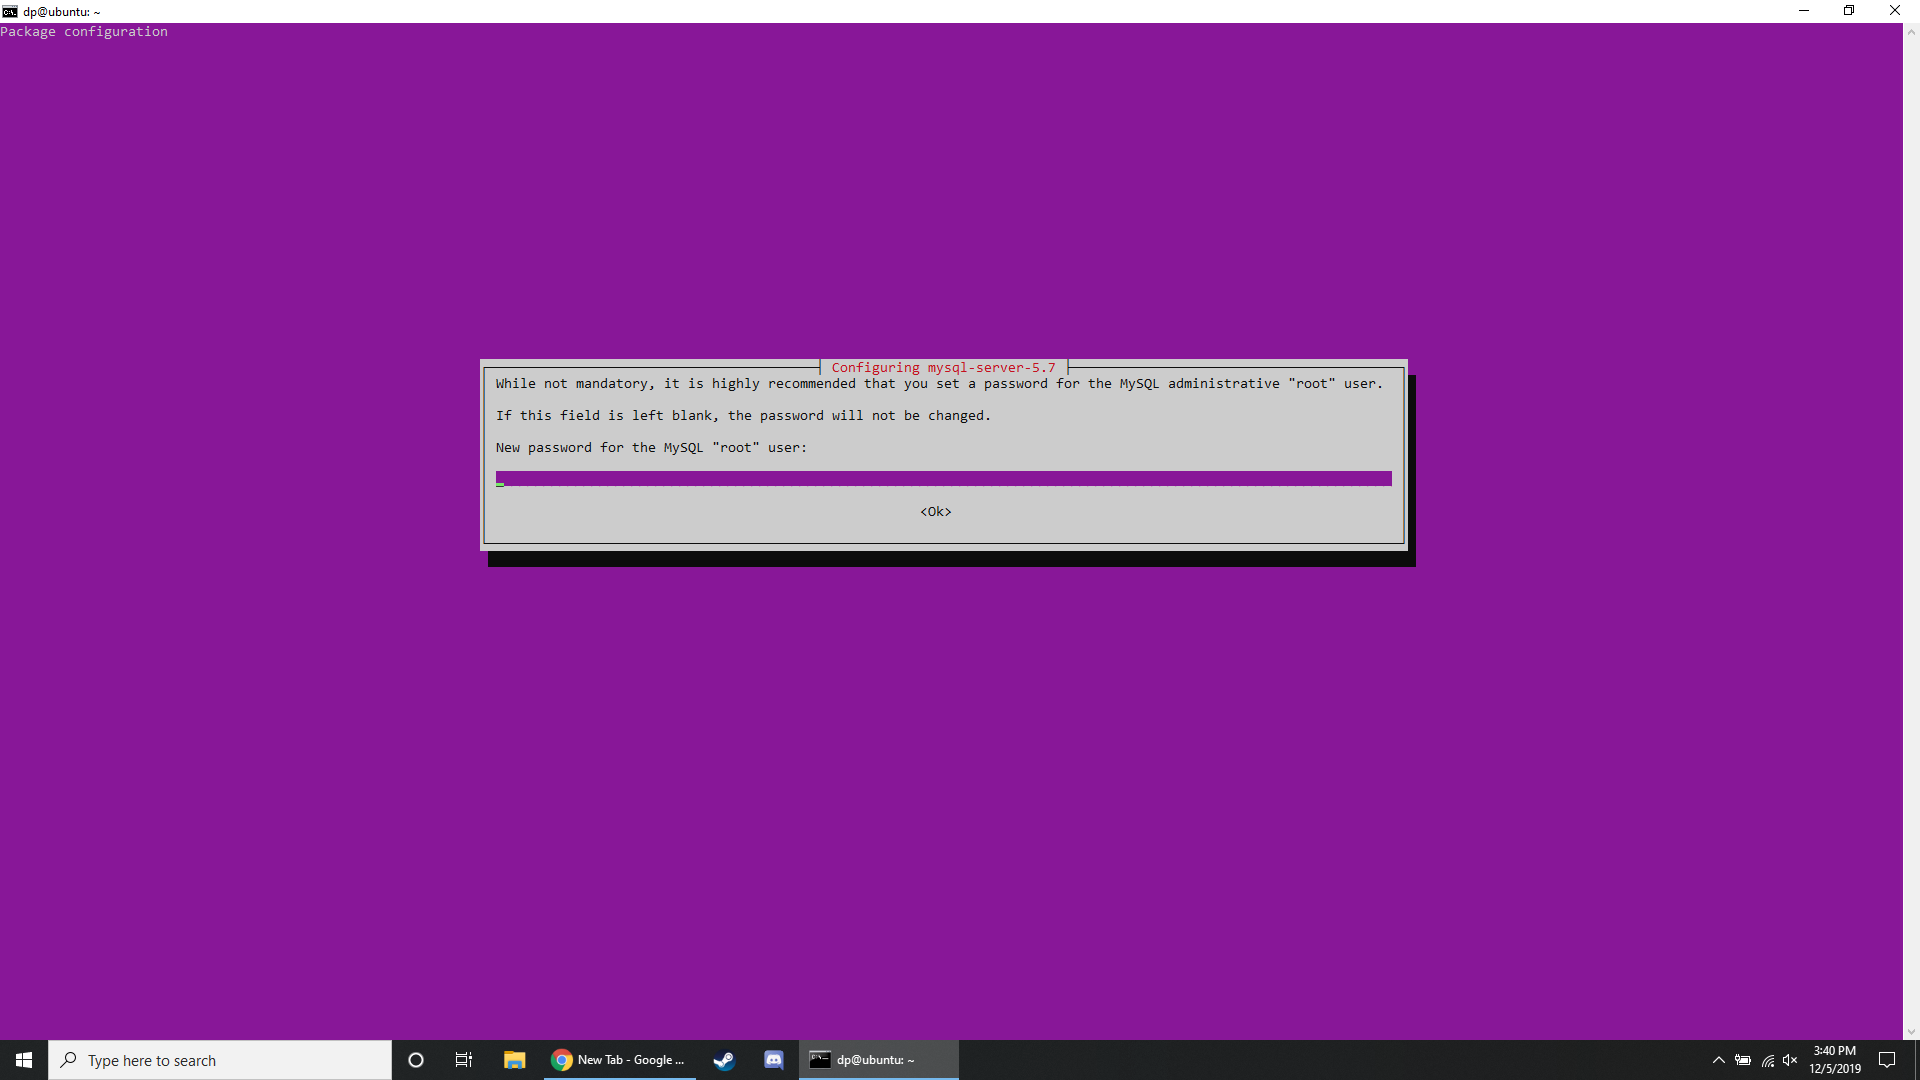 dp@ubuntu: ~
Package configuration
Configuring mysql-server-5.7
While not mandatory, it is highly recommended that you set a password for the MySQL administrative "root" user.
If this field is left blank, the password will not be changed.
New password for the MySQL "root" user:
<Ok>
Type here to search
New Tab - Google ...
dp@ubuntu: ~
3:40 PM
12/5/2019